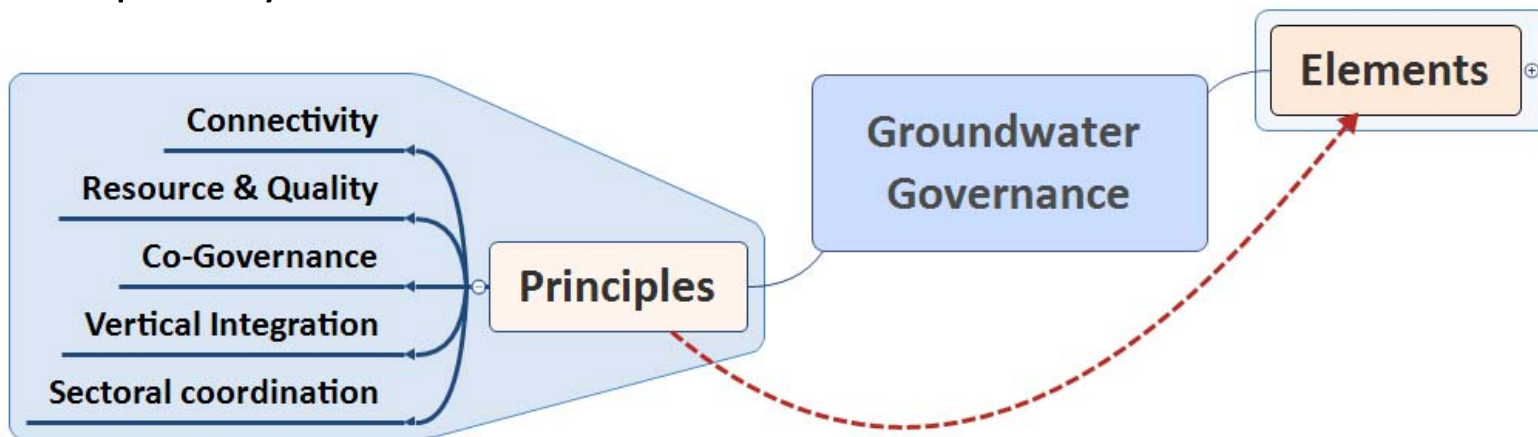 Connectivity
Resource & Quality
Co-Governance
Vertical Integration
Sectoral coordination
Principles
Groundwater
Governance
Elements